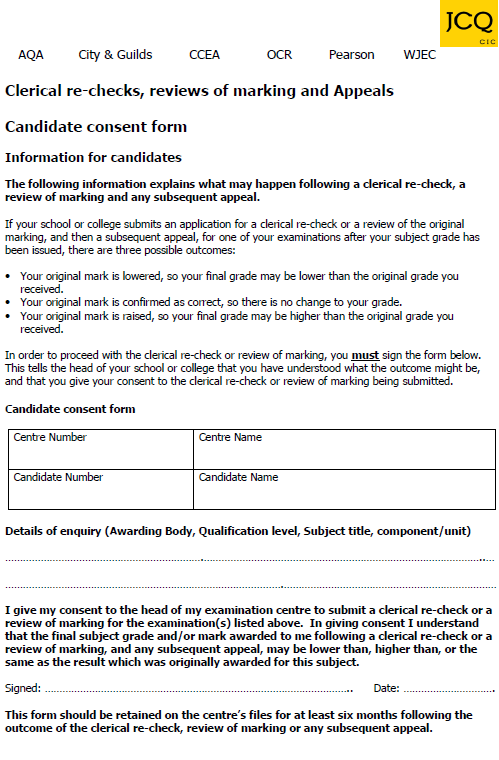 JCQ
CIC
AQA City & Guilds CCEA OCR Pearson WJEC
Clerical re-checks, reviews of marking and Appeals
Candidate consent form
Information for candidates
The following information explains what may happen following a clerical re-check, a
review of marking and any subsequent appeal.
If your school or college submits an application for a clerical re-check or a review of the original
marking, and then a subsequent appeal, for one of your examinations after your subject grade has
been issued, there are three possible outcomes:
• Your original mark is lowered, so your final grade may be lower than the original grade you
received.
• Your original mark is confirmed as correct, so there is no change to your grade.
• Your original mark is raised, so your final grade may be higher than the original grade you
received.
In order to proceed with the clerical re-check or review of marking, you must sign the form below.
This tells the head of your school or college that you have understood what the outcome might be,
and that you give your consent to the clerical re-check or review of marking being submitted.
Candidate consent form
Centre Number Centre Name
Candidate Number Candidate Name
Details of enquiry (Awarding Body, Qualification level, Subject title, component/unit)
I give my consent to the head of my examination centre to submit a clerical re-check or a
review of marking for the examination(s) listed above. In giving consent I understand
that the final subject grade and/or mark awarded to me following a clerical re-check or a
review of marking, and any subsequent appeal, may be lower than, higher than, or the
same as the result which was originally awarded for this subject.
Signed: ……………………………………………………………………….. Date: …………………………
This form should be retained on the centre's files for at least six months following the
outcome of the clerical re-check, review of marking or any subsequent appeal.